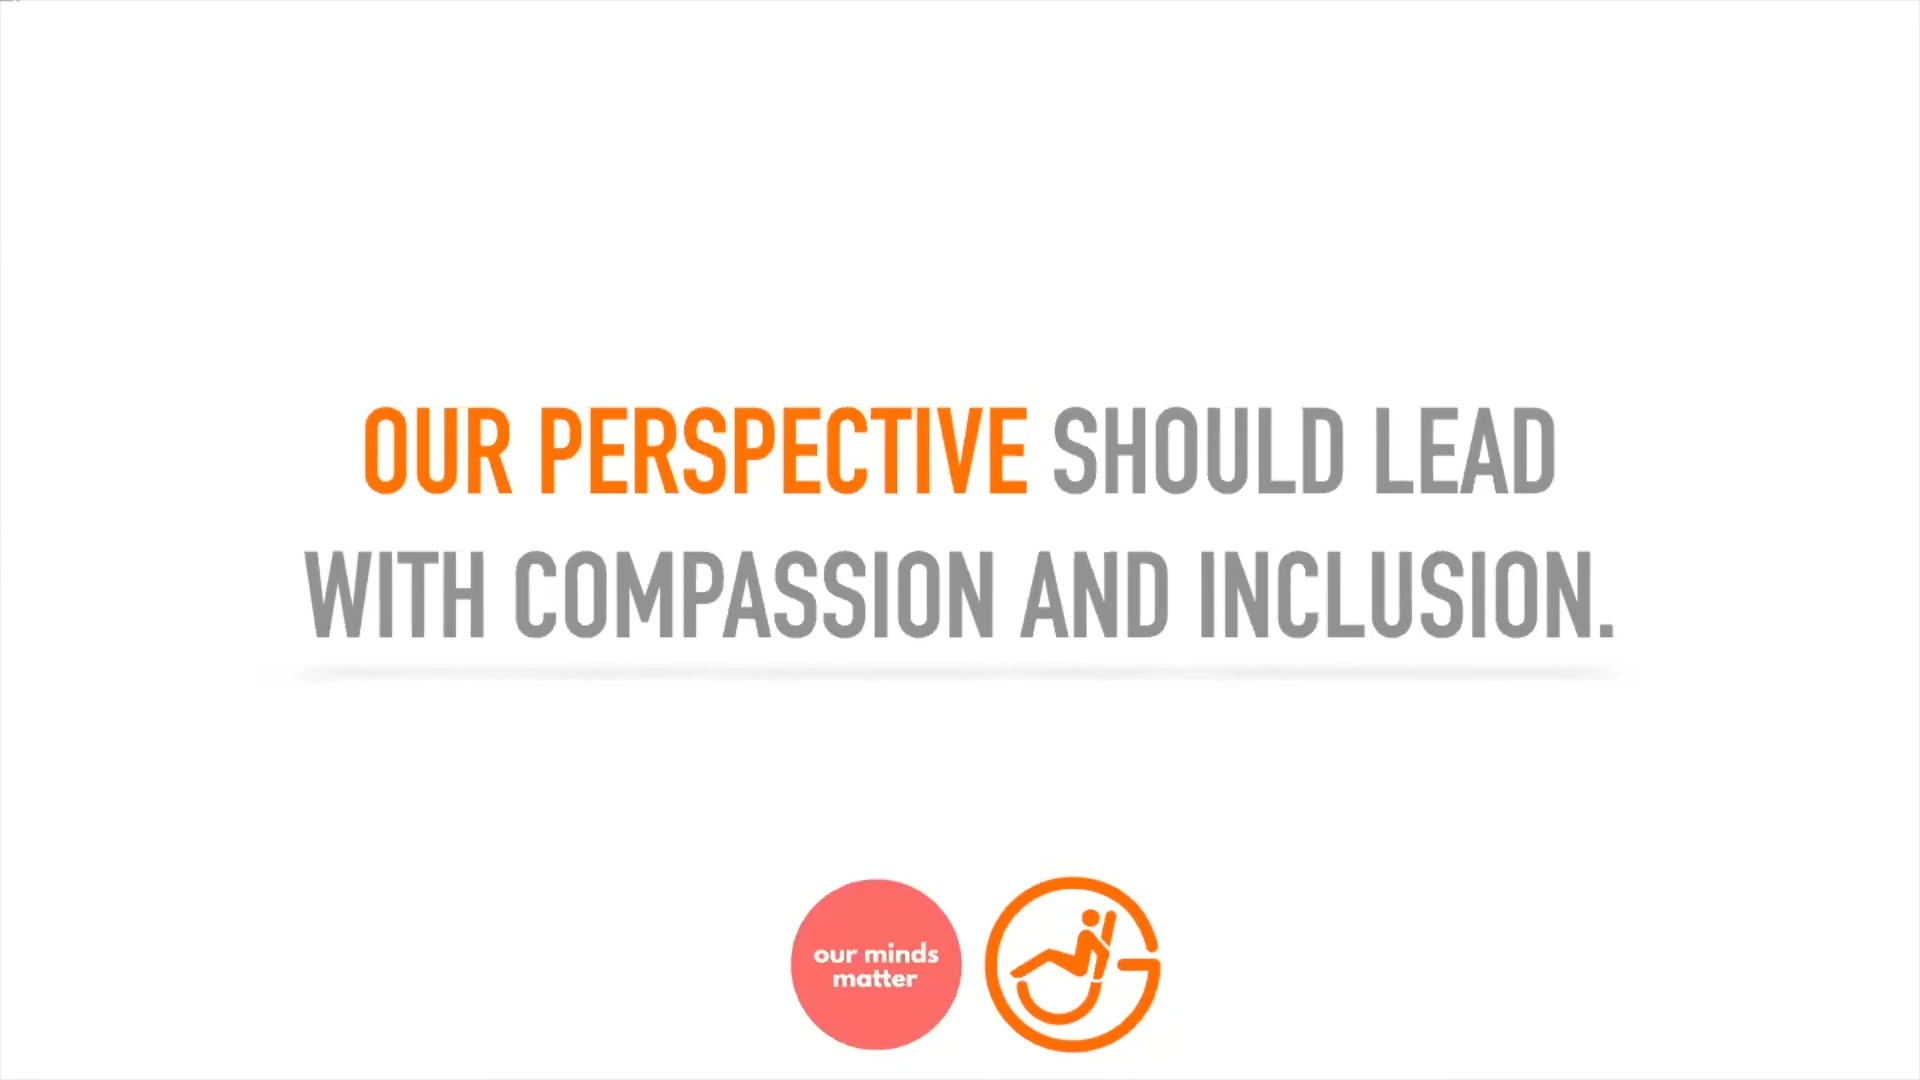 OUR PERSPECTIVE SHOULD LEAD
WITH COMPASSION AND INCLUSION.
our minds
matter